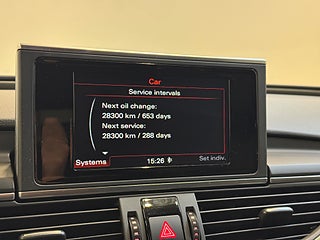 Car
Service intervals
Next oil change:
28300 km / 653 days
Next service:
28300 km / 288 days
Systems 15:26 Set indiv.